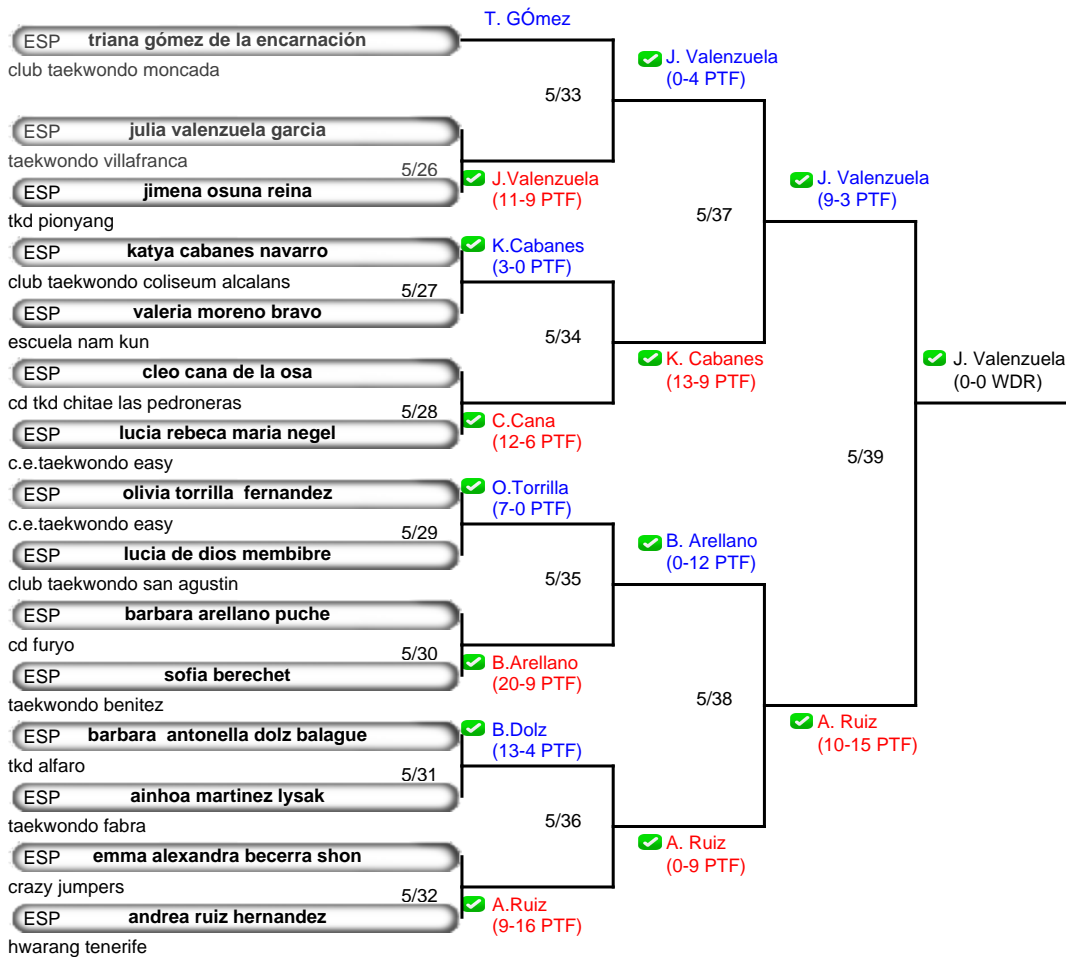 T. GÓmez
ESP triana gómez de la encarnación
club taekwondo moncada
J. Valenzuela
(0-4 PTF)
5/33
ESP julia valenzuela garcia
taekwondo villafranca
5/26
J.Valenzuela
(11-9 PTF)
J. Valenzuela
(9-3 PTF)
ESP jimena osuna reina
tkd pionyang
5/37
ESP katya cabanes navarro
K.Cabanes
(3-0 PTF)
club taekwondo coliseum alcalans
5/27
ESP valeria moreno bravo
escuela nam kun
5/34
K. Cabanes
(13-9 PTF)
J. Valenzuela
(0-0 WDR)
ESP cleo cana de la osa
cd tkd chitae las pedroneras
5/28
C.Cana
(12-6 PTF)
ESP lucia rebeca maria negel
c.e.taekwondo easy
5/39
ESP olivia torrilla fernandez
O.Torrilla
(7-0 PTF)
c.e.taekwondo easy
5/29
B. Arellano
(0-12 PTF)
ESP lucia de dios membibre
club taekwondo san agustin
5/35
ESP barbara arellano puche
cd furyo
5/30
B.Arellano
(20-9 PTF)
ESP sofia berechet
taekwondo benitez
5/38
ESP barbara antonella dolz balague
B.Dolz
(13-4 PTF)
A. Ruiz
(10-15 PTF)
tkd alfaro
5/31
ESP ainhoa martinez lysak
taekwondo fabra
5/36
A. Ruiz
(0-9 PTF)
ESP emma alexandra becerra shon
crazy jumpers
5/32
A.Ruiz
(9-16 PTF)
ESP andrea ruiz hernandez
hwarang tenerife